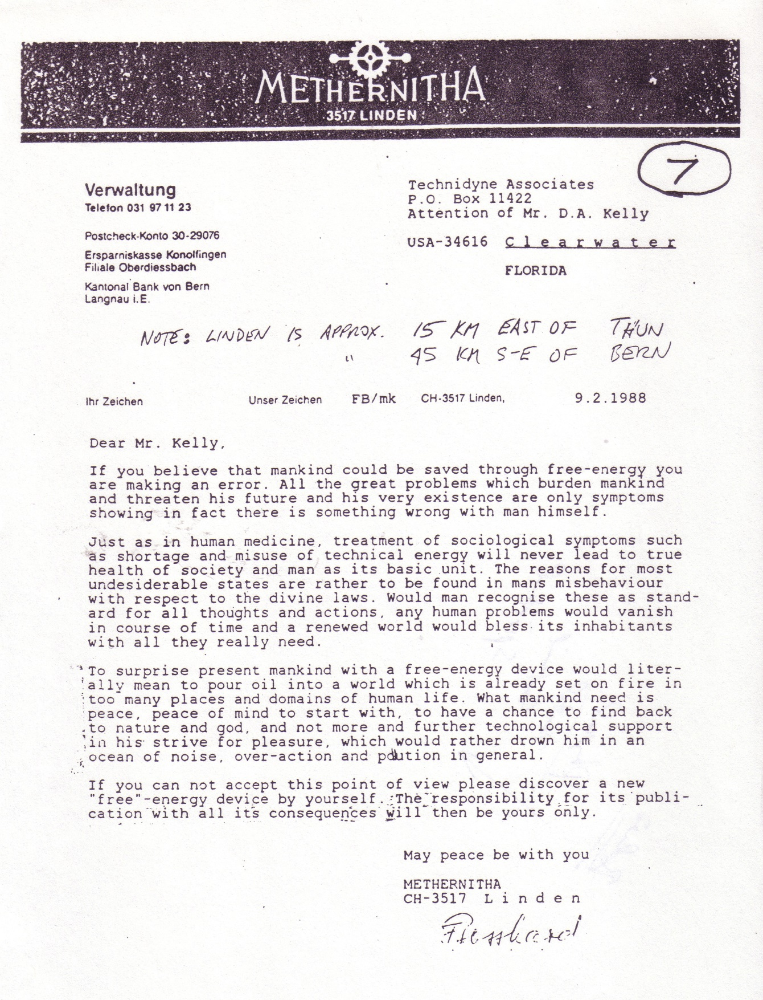 METHERNITHA
3517 LINDEN
7
Verwaltung
Telefon 031 97 11 23
Postcheck-Konto 30-29076
Ersparniskasse Konolfingen
Filiale Oberdiessbach
Kantonal Bank von Bern
Langnau i.E.
Technidyne Associates
P.O. Box 11422
Attention of Mr. D.A. Kelly
USA-34616 Clearwater
FLORIDA
NOTE: LINDEN IS APPROX. 15 KM EAST OF THUN
" 45 KM S-E OF BERN
Ihr Zeichen Unser Zeichen FB/mk CH-3517 Linden, 9.2.1988
Dear Mr. Kelly,
If you believe that mankind could be saved through free-energy you
are making an error. All the great problems which burden mankind
and threaten his future and his very existence are only symptoms
showing in fact there is something wrong with man himself.
Just as in human medicine, treatment of sociological symptoms such
as shortage and misuse of technical energy will never lead to true
health of society and man as its basic unit. The reasons for most
undesiderable states are rather to be found in mans misbehaviour
with respect to the divine laws. Would man recognise these as stand-
ard for all thoughts and actions, any human problems would vanish
in course of time and a renewed world would bless its inhabitants
with all they really need.
To surprise present mankind with a free-energy device would liter-
ally mean to pour oil into a world which is already set on fire in
too many places and domains of human life. What mankind need is
peace, peace of mind to start with, to have a chance to find back
to nature and god, and not more and further technological support
in his strive for pleasure, which would rather drown him in an
ocean of noise, over-action and pollution in general.
If you can not accept this point of view please discover a new
"free"-energy device by yourself. The responsibility for its publi-
cation with all its consequences will then be yours only.
May peace be with you
METHERNITHA
CH-3517 Linden